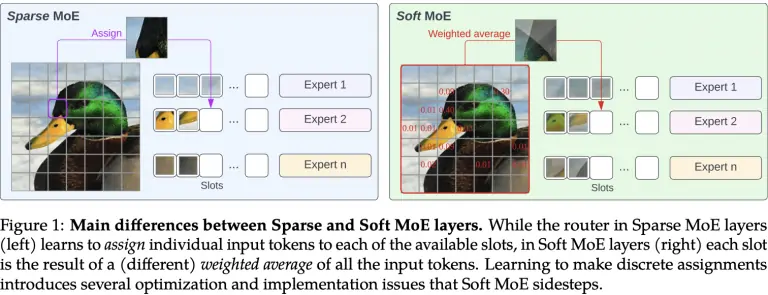 Sparse MoE
Assign
... Expert 1
... Expert 2
... Expert n
Slots
Soft MoE
Weighted average
... Expert 1
... Expert 2
... Expert n
Slots
Figure 1: Main differences between Sparse and Soft MoE layers. While the router in Sparse MoE layers
(left) learns to assign individual input tokens to each of the available slots, in Soft MoE layers (right) each slot
is the result of a (different) weighted average of all the input tokens. Learning to make discrete assignments
introduces several optimization and implementation issues that Soft MoE sidesteps.